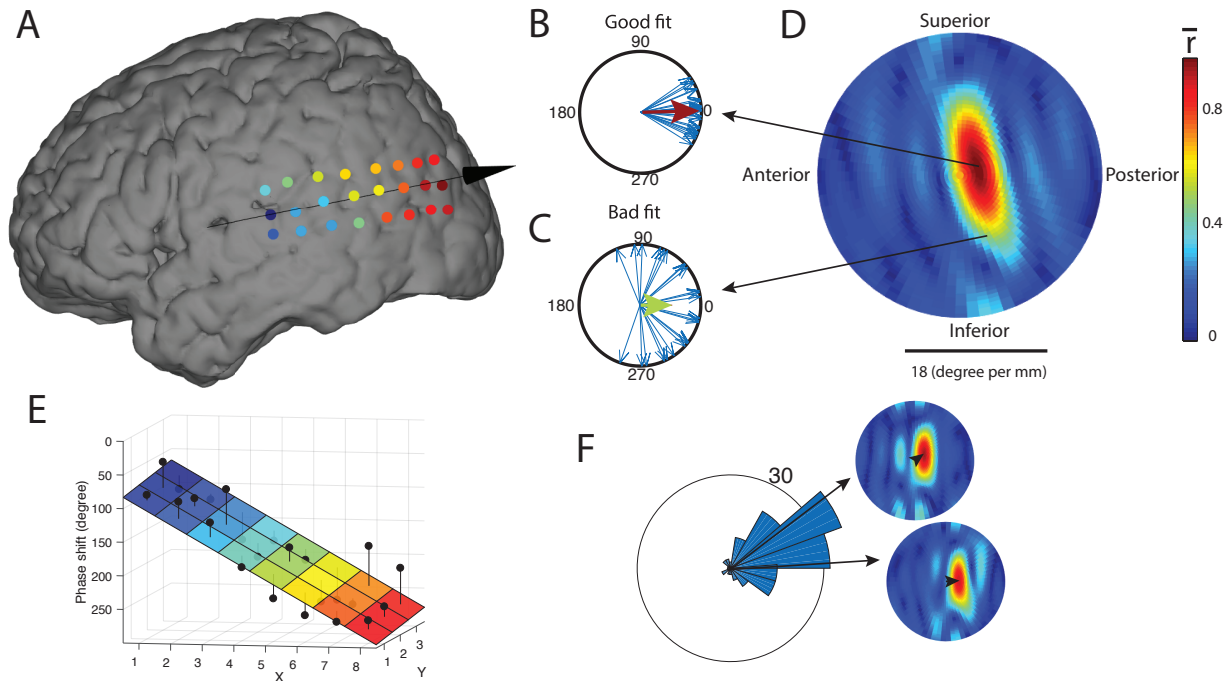 A
B
Good fit
90
180
0
270
C
Bad fit
90
180
0
270
D
Superior
Anterior
Posterior
Inferior
18 (degree per mm)
r̄
0.8
0.4
0
E
Phase shift (degree)
0
50
100
150
200
250
1 2 3 4 5 6 7 8
X
1 2 3
Y
F
30